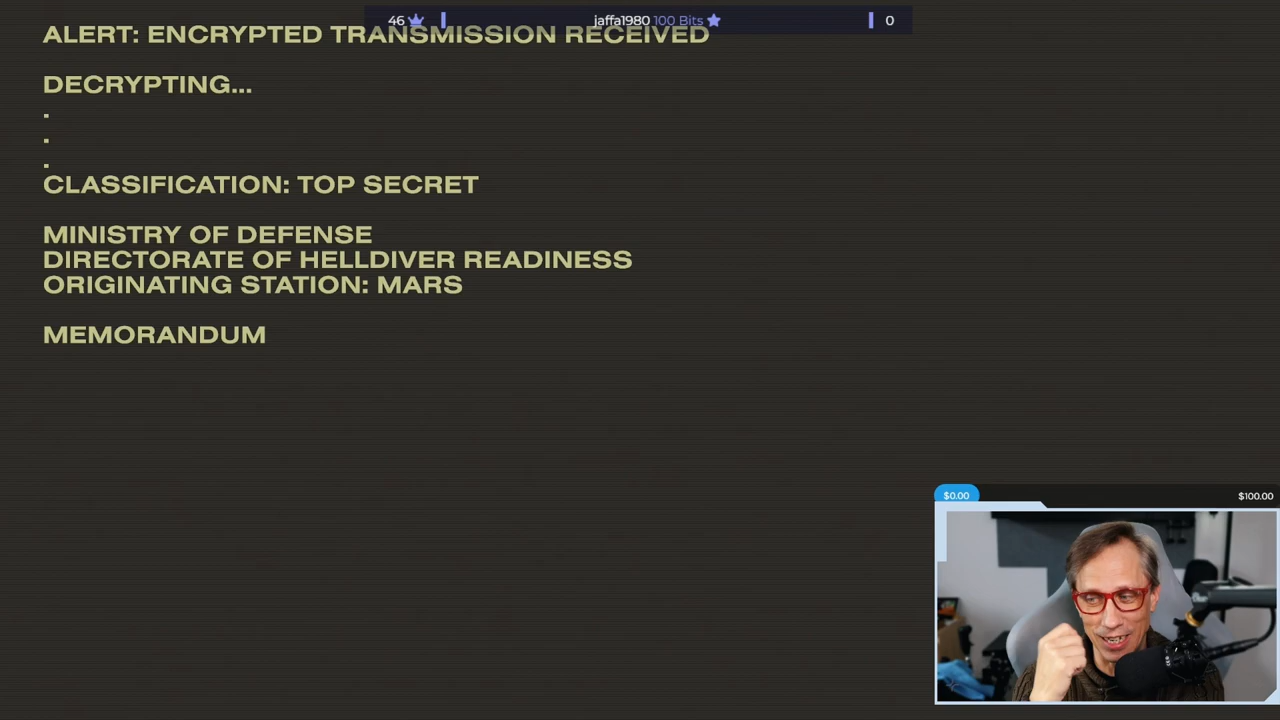 46
jaffa1980 100 Bits
0
ALERT: ENCRYPTED TRANSMISSION RECEIVED
DECRYPTING...
.
.
.
CLASSIFICATION: TOP SECRET
MINISTRY OF DEFENSE
DIRECTORATE OF HELLDIVER READINESS
ORIGINATING STATION: MARS
MEMORANDUM
$0.00
$100.00